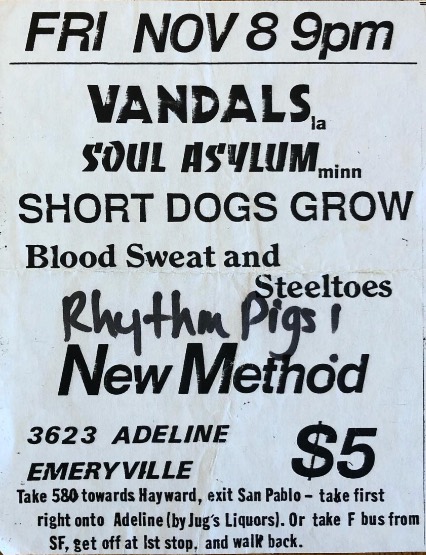 FRI NOV 8 9pm
VANDALS la
SOUL ASYLUM minn
SHORT DOGS GROW
Blood Sweat and
Steeltoes
Rhythm Pigs !
New Method
3623 ADELINE
EMERYVILLE
$5
Take 580 towards Hayward, exit San Pablo - take first
right onto Adeline (by Jug's Liquors). Or take F bus from
SF, get off at 1st stop, and walk back.